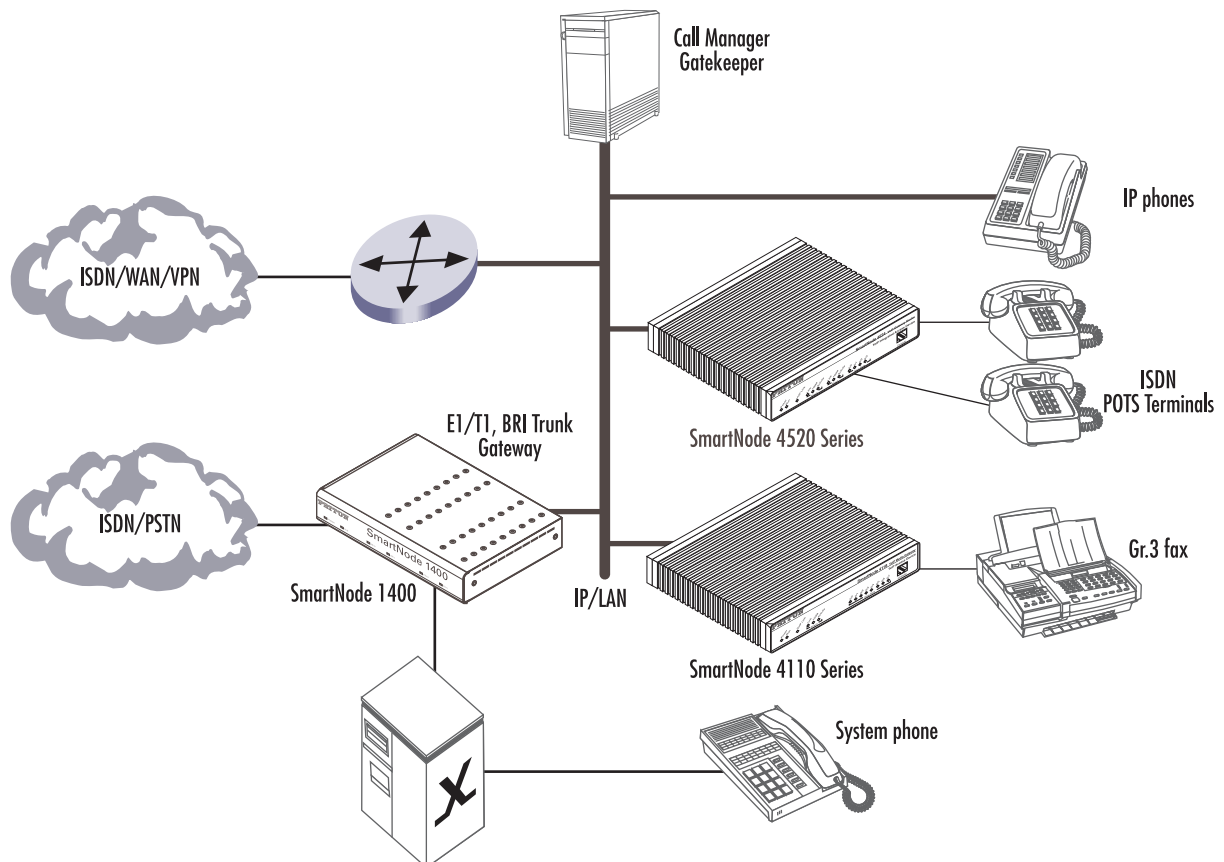 Call Manager
Gatekeeper
IP phones
ISDN/WAN/VPN
ISDN
POTS Terminals
SmartNode 4520 Series
E1/T1, BRI Trunk
Gateway
ISDN/PSTN
SmartNode 1400
Gr.3 fax
SmartNode 1400
IP/LAN
SmartNode 4110 Series
System phone